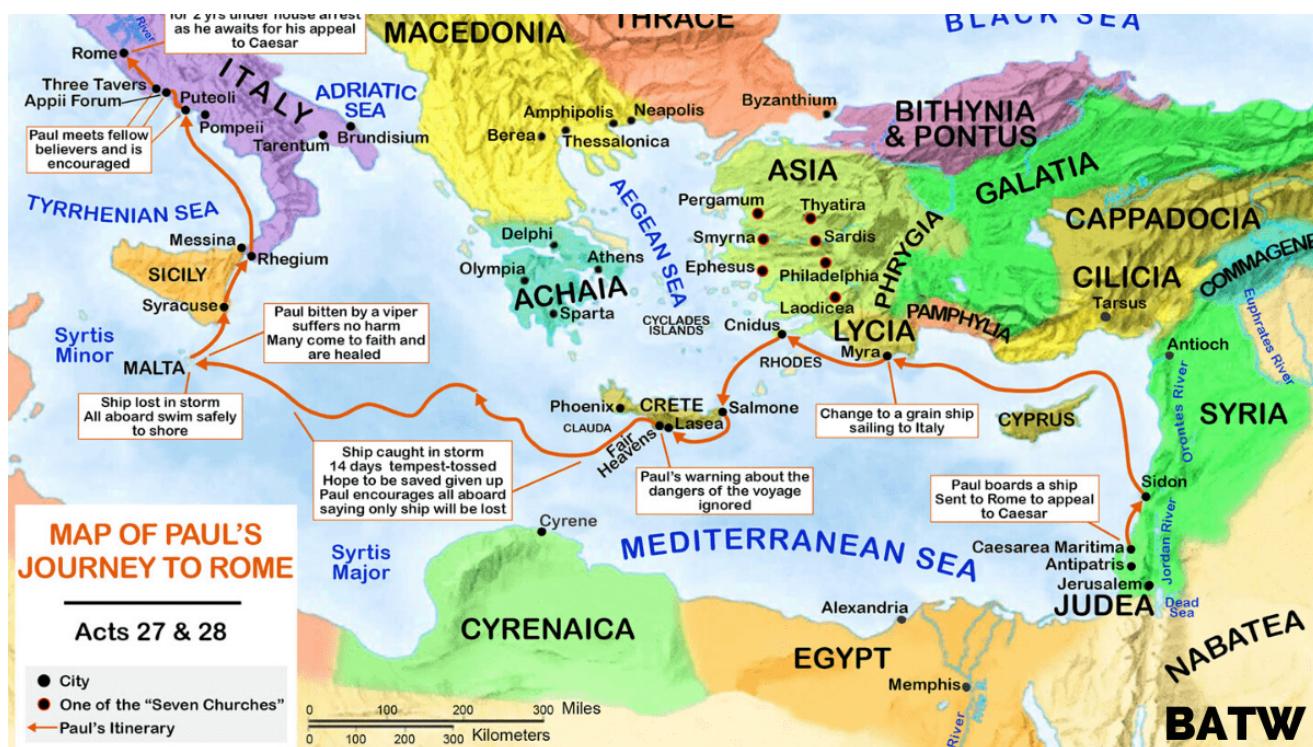 for 2 yrs under house arrest
as he awaits for his appeal
to Caesar
River
MACEDONIA
THRACE
BLACK SEA
Rome
ITALY
ADRIATIC
SEA
Three Tavers
Appii Forum
Puteoli
Pompeii
Tarentum
Brundisium
Paul meets fellow
believers and is
encouraged
Amphipolis
Neapolis
Berea
Thessalonica
Byzanthium
BITHYNIA
& PONTUS
ASIA
GALATIA
CAPPADOCIA
COMMAGENE
CILICIA
Tarsus
Pergamum
Thyatira
Smyrna
Sardis
Ephesus
Philadelphia
Laodicea
PHRYGIA
LYCIA
PAMPHYLIA
TYRRHENIAN SEA
AEGEAN SEA
Messina
Rhegium
SICILY
Syracuse
Delphi
Olympia
Athens
ACHAIA
Sparta
CYCLADES
ISLANDS
Cnidus
Myra
RHODES
Euphrates River
Antioch
Orontes River
SYRIA
Syrtis
Minor
MALTA
Paul bitten by a viper
suffers no harm
Many come to faith and
are healed
Ship lost in storm
All aboard swim safely
to shore
Phoenix
CRETE
Salmone
CLAUDA
Lasea
Fair
Heavens
Change to a grain ship
sailing to Italy
CYPRUS
Ship caught in storm
14 days tempest-tossed
Hope to be saved given up
Paul encourages all aboard
saying only ship will be lost
Paul's warning about the
dangers of the voyage
ignored
Paul boards a ship
Sent to Rome to appeal
to Caesar
Sidon
Jordan River
Caesarea Maritima
Antipatris
Jerusalem
JUDEA
Dead
Sea
NABATEA
MEDITERRANEAN SEA
Cyrene
Syrtis
Major
CYRENAICA
Alexandria
EGYPT
Memphis
River
MAP OF PAUL'S
JOURNEY TO ROME
Acts 27 & 28
City
One of the "Seven Churches"
Paul's Itinerary
0 100 200 300 Miles
0 100 200 300 Kilometers
BATW